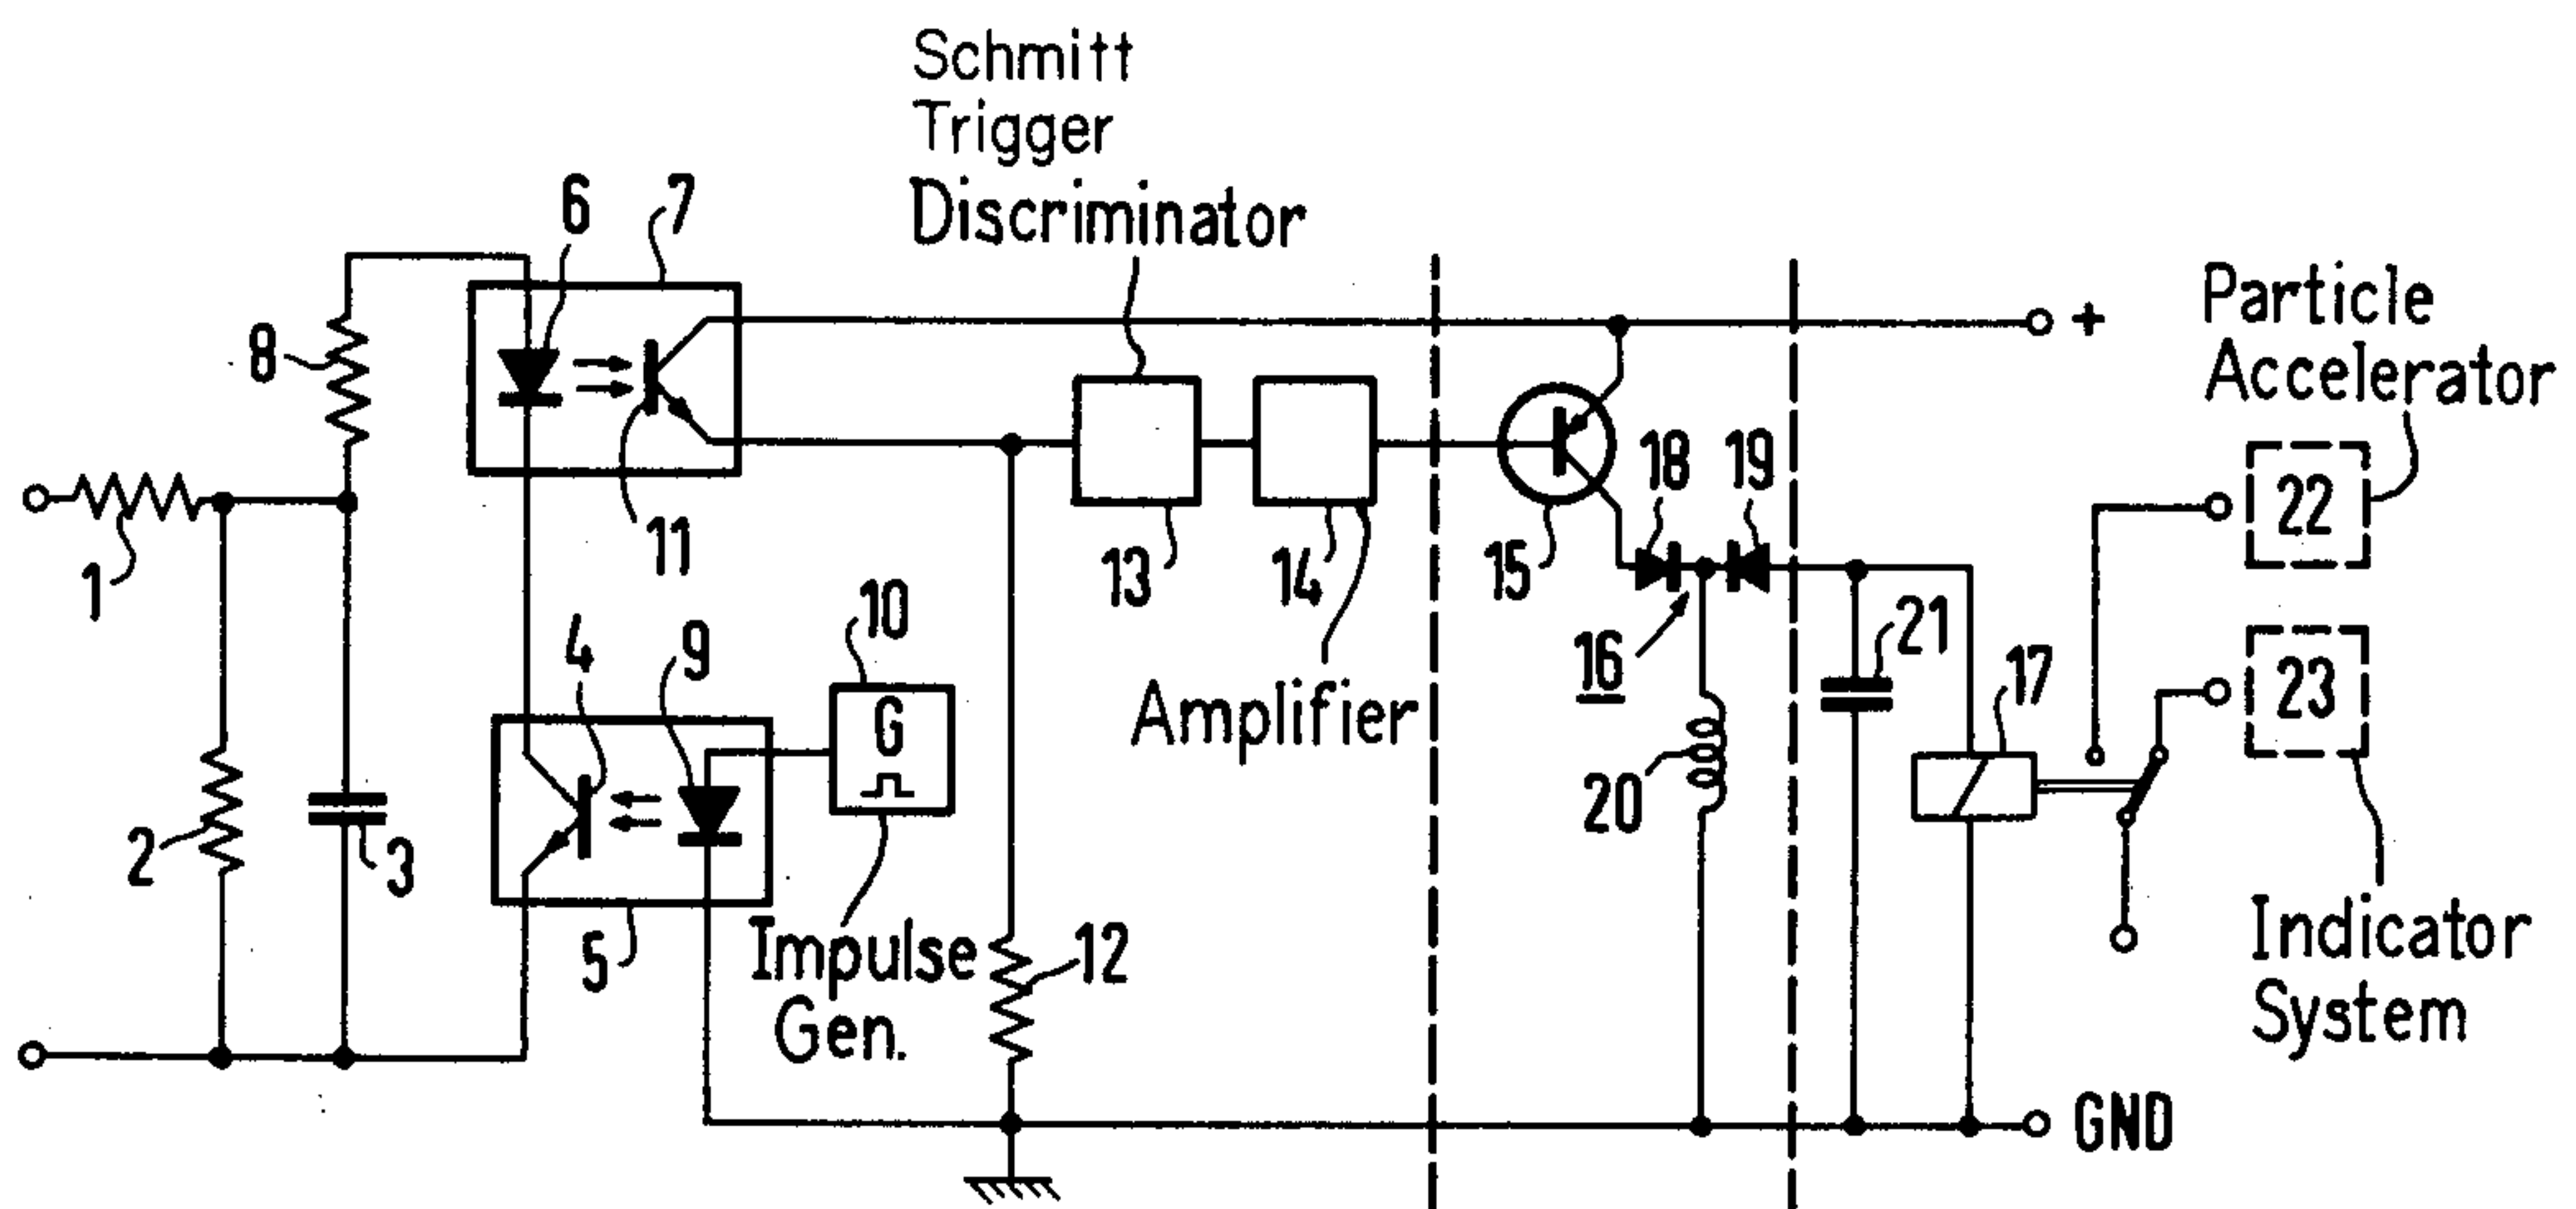 Schmitt
Trigger
Discriminator
6
7
8
+
Particle
Accelerator
18
19
22
1
11
13
14
15
10
4
9
G
16
21
17
23
Amplifier
20
2
3
5
Impulse
Gen.
12
Indicator
System
GND